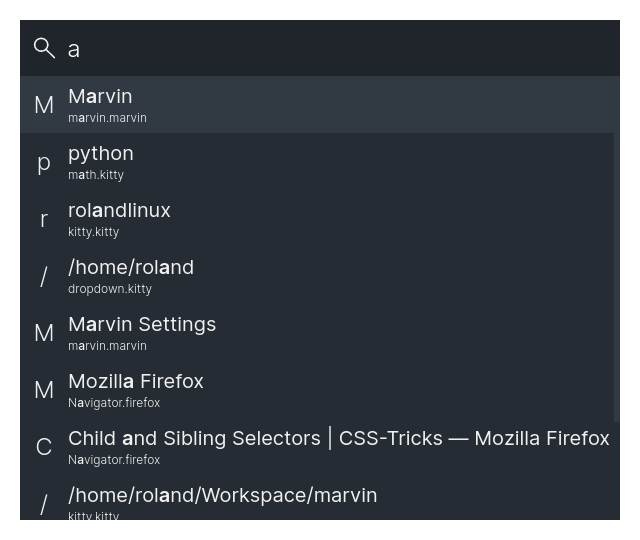 a
M Marvin
marvin.marvin
p python
math.kitty
r rolandlinux
kitty.kitty
/ /home/roland
dropdown.kitty
M Marvin Settings
marvin.marvin
M Mozilla Firefox
Navigator.firefox
C Child and Sibling Selectors | CSS-Tricks — Mozilla Firefox
Navigator.firefox
/ /home/roland/Workspace/marvin
kitty.kitty